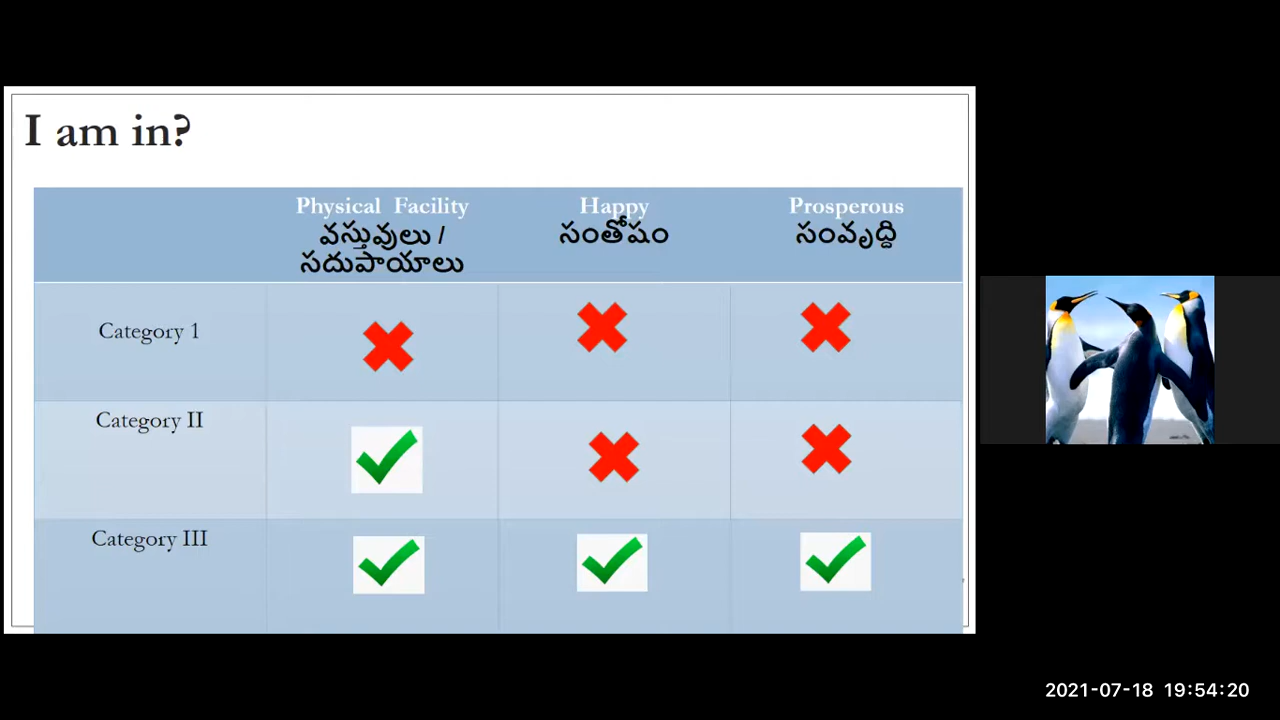 I am in?
Physical Facility
వస్తువులు /
సదుపాయాలు
Happy
సంతోషం
Prosperous
సంవృద్ది
Category 1
Category II
Category III
2021-07-18 19:54:20